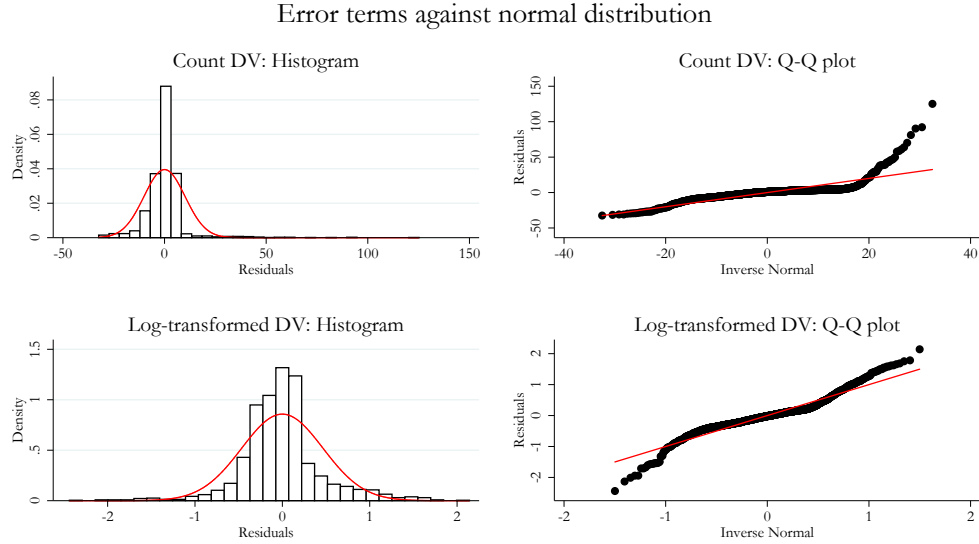 Error terms against normal distribution
Count DV: Histogram
.08
.06
.04
.02
0
Density
-50 0 50 100 150
Residuals
Count DV: Q-Q plot
150
100
50
0
-50
Residuals
-40 -20 0 20 40
Inverse Normal
Log-transformed DV: Histogram
1.5
1
.5
0
Density
-2 -1 0 1 2
Residuals
Log-transformed DV: Q-Q plot
2
1
0
-1
-2
Residuals
-2 -1 0 1 2
Inverse Normal